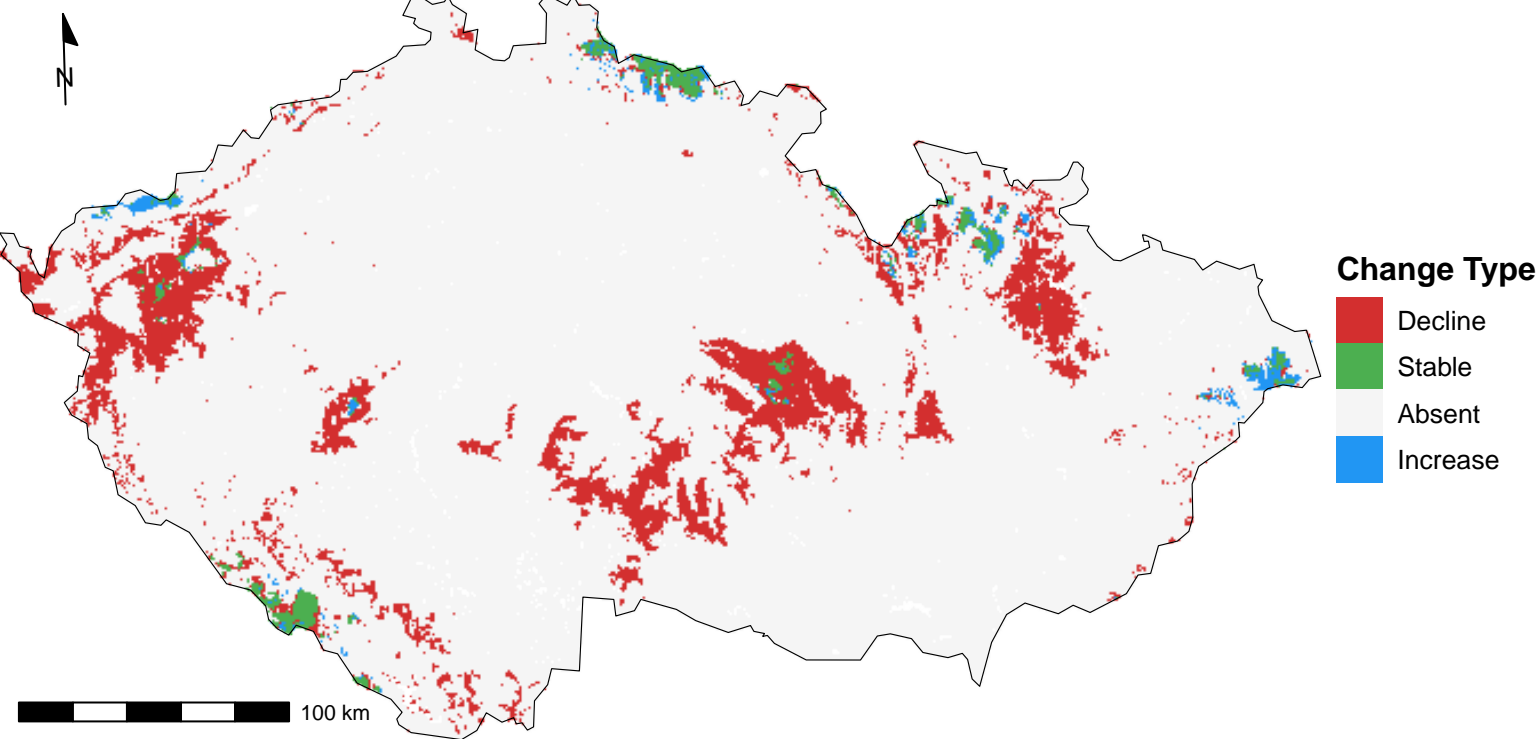 N
Change Type
Decline
Stable
Absent
Increase
100 km